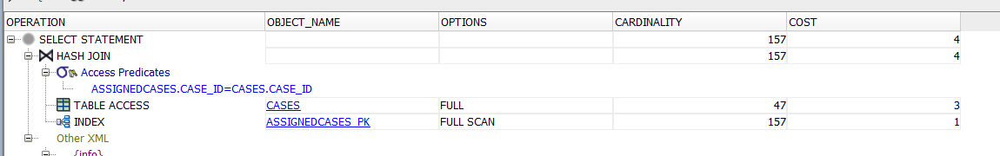 OPERATION OBJECT_NAME OPTIONS CARDINALITY COST
SELECT STATEMENT 157 4
HASH JOIN 157 4
Access Predicates
ASSIGNEDCASES.CASE_ID=CASES.CASE_ID
TABLE ACCESS CASES FULL 47 3
INDEX ASSIGNEDCASES_PK FULL SCAN 157 1
Other XML
{info}